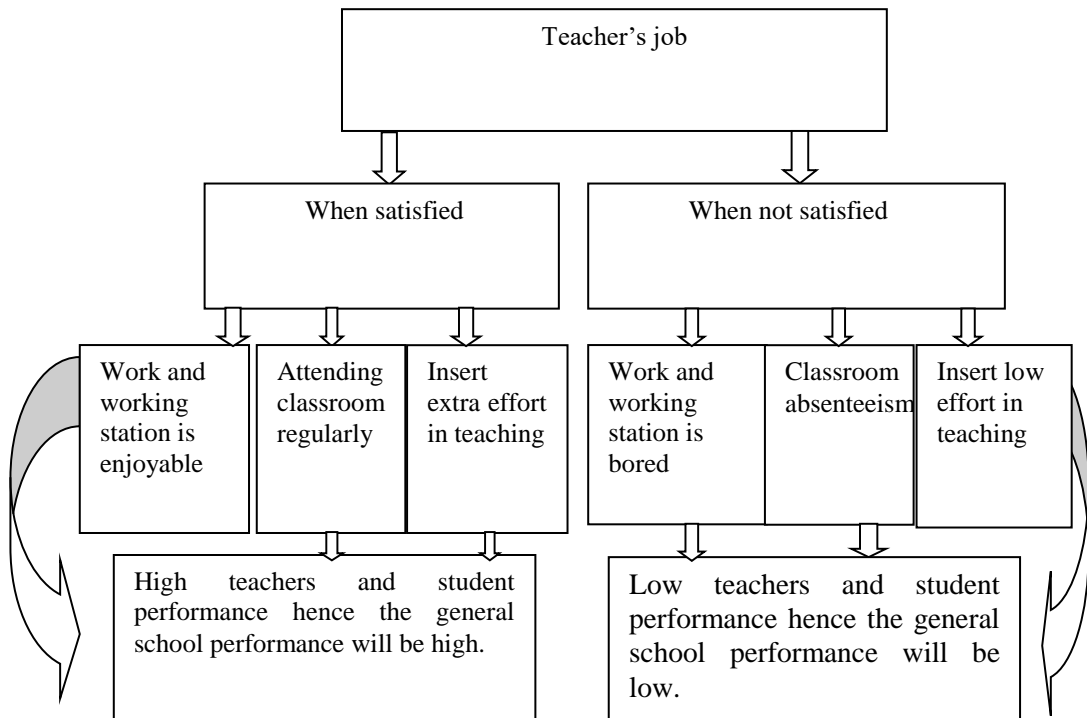 Teacher’s job
When satisfied
When not satisfied
Work and
working
station is
enjoyable
Attending
classroom
regularly
Insert
extra effort
in teaching
Work and
working
station is
bored
Classroom
absenteeism
Insert low
effort in
teaching
High teachers and student
performance hence the general
school performance will be high.
Low teachers and student
performance hence the general
school performance will be
low.